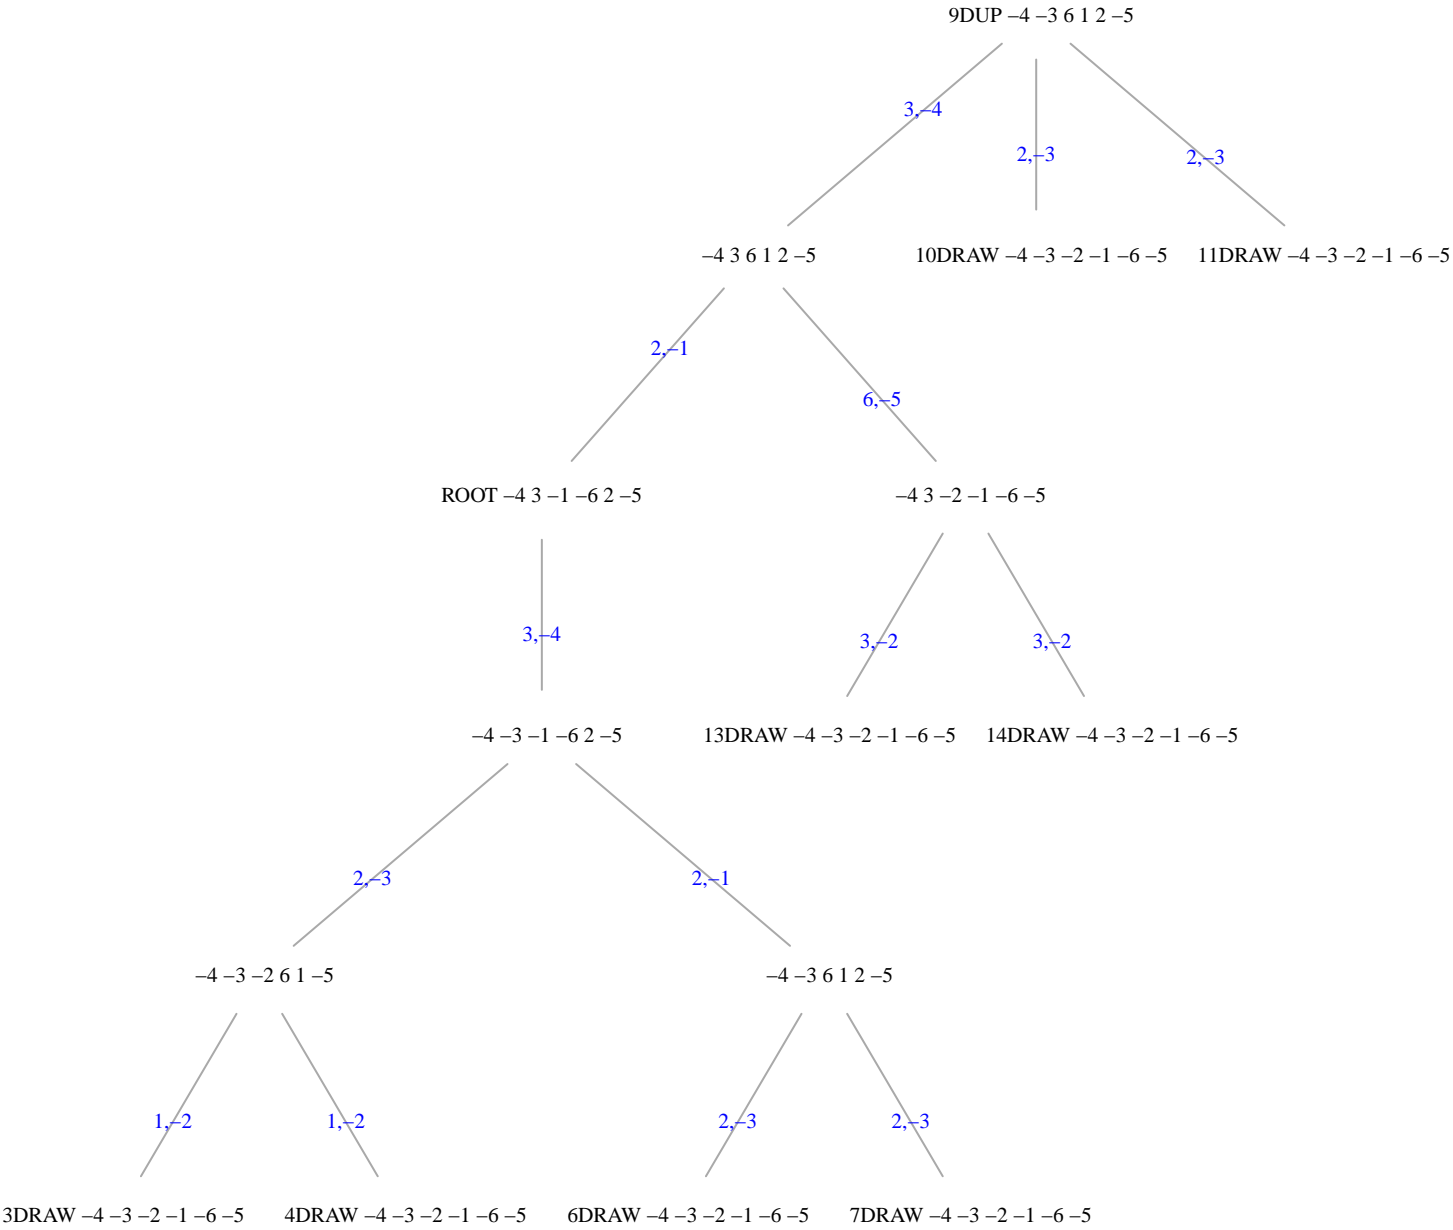 9DUP –4 –3 6 1 2 –5
3,–4
2,–3
2,–3
–4 3 6 1 2 –5
10DRAW –4 –3 –2 –1 –6 –5
11DRAW –4 –3 –2 –1 –6 –5
2,–1
6,–5
ROOT –4 3 –1 –6 2 –5
–4 3 –2 –1 –6 –5
3,–4
3,–2
3,–2
–4 –3 –1 –6 2 –5
13DRAW –4 –3 –2 –1 –6 –5
14DRAW –4 –3 –2 –1 –6 –5
2,–3
2,–1
–4 –3 –2 6 1 –5
–4 –3 6 1 2 –5
1,–2
1,–2
2,–3
2,–3
3DRAW –4 –3 –2 –1 –6 –5
4DRAW –4 –3 –2 –1 –6 –5
6DRAW –4 –3 –2 –1 –6 –5
7DRAW –4 –3 –2 –1 –6 –5